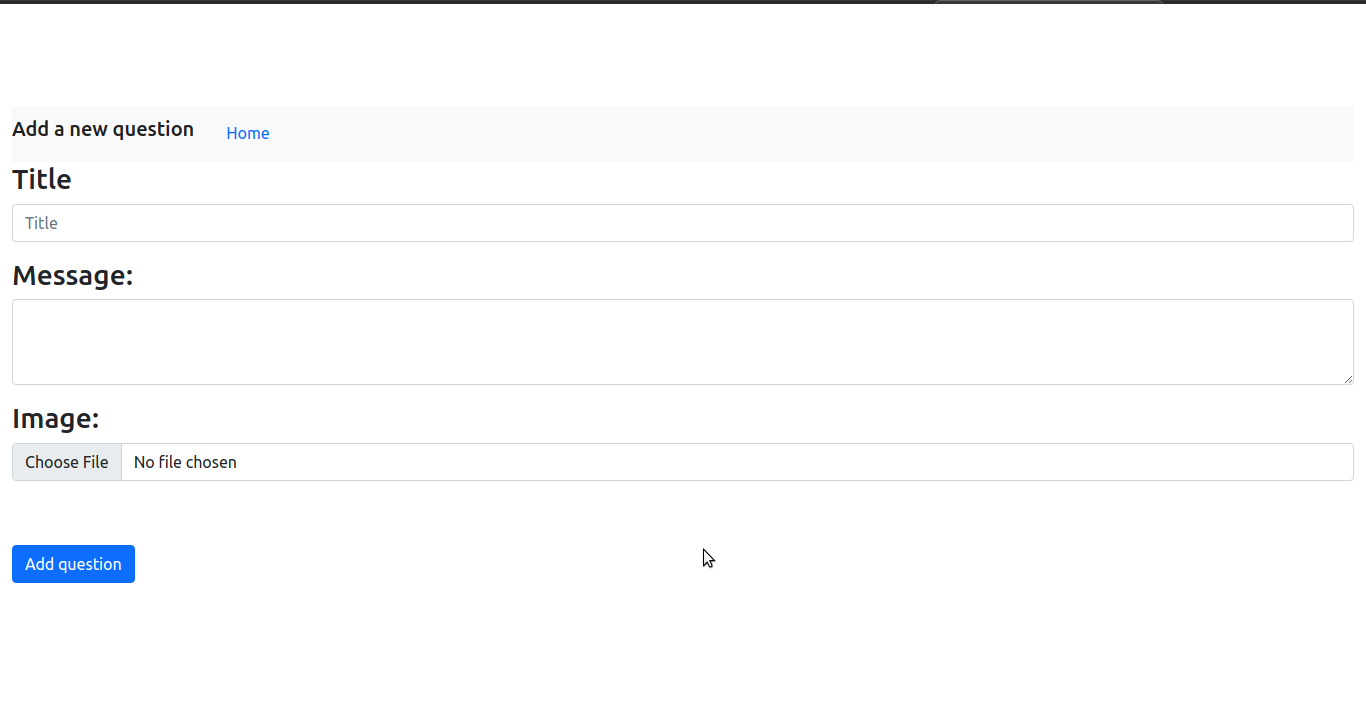 Add a new question Home
Title
Title
Message:
Image:
Choose File No file chosen
Add question